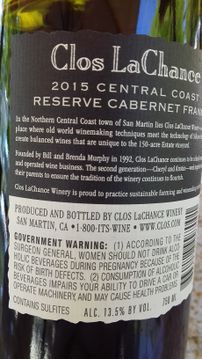 Clos LaChance
2015 CENTRAL COAST
RESERVE CABERNET FRANC
In the Northern Central Coast town of San Martin lies Clos LaChance
place where old world winemaking techniques meet the technology of
create balanced wines that are unique to the 150-acre Estate vineyard.
Founded by Bill and Brenda Murphy in 1992, Clos LaChance continues to be
and operated wine business. The second generation—Cheryl and
their parents to ensure the tradition of the winery continues to flourish.
Clos LaChance Winery is proud to practice sustainable farming and
PRODUCED AND BOTTLED BY CLOS LACHANCE WINERY
SAN MARTIN, CA • 1-800-ITS-WINE • WWW.CLOS.COM
GOVERNMENT WARNING: (1) ACCORDING TO THE
SURGEON GENERAL, WOMEN SHOULD NOT DRINK
HOLIC BEVERAGES DURING PREGNANCY BECAUSE OF THE
RISK OF BIRTH DEFECTS. (2) CONSUMPTION OF ALCOHOLIC
BEVERAGES IMPAIRS YOUR ABILITY TO DRIVE A
OPERATE MACHINERY, AND MAY CAUSE HEALTH PROBLEMS.
CONTAINS SULFITES ALC. 13.5% BY VOL. 750 ML